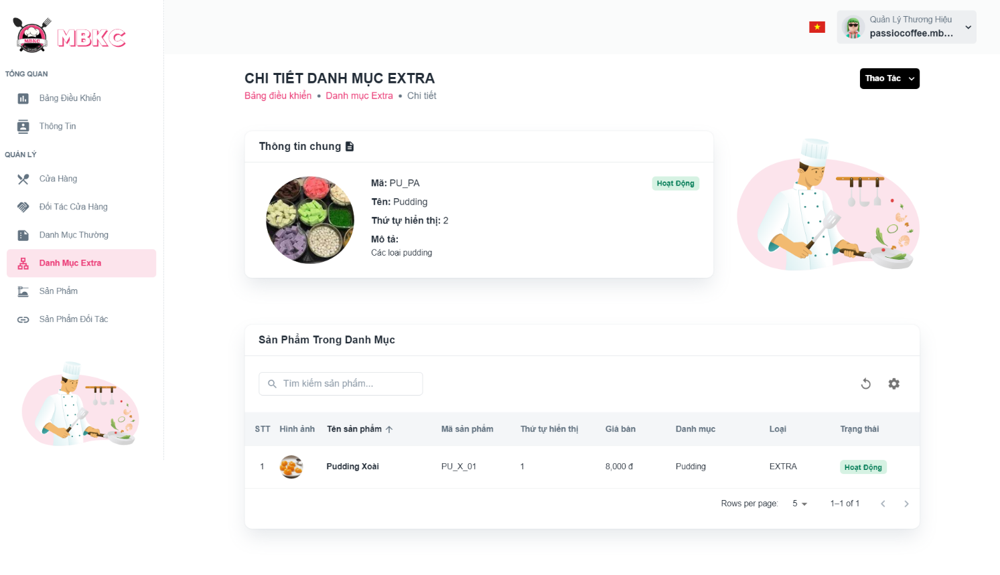 MBKC
MBKC
TỔNG QUAN
Bảng Điều Khiển
Thông Tin
QUẢN LÝ
Cửa Hàng
Đối Tác Cửa Hàng
Danh Mục Thường
Danh Mục Extra
Sản Phẩm
Sản Phẩm Đối Tác
Quản Lý Thương Hiệu
passiocoffee.mb...
CHI TIẾT DANH MỤC EXTRA
Thao Tác
Bảng điều khiển • Danh mục Extra • Chi tiết
Thông tin chung
Mã: PU_PA
Hoạt Động
Tên: Pudding
Thứ tự hiển thị: 2
Mô tả:
Các loại pudding
Sản Phẩm Trong Danh Mục
Tìm kiếm sản phẩm...
STT Hình ảnh Tên sản phẩm Mã sản phẩm Thứ tự hiển thị Giá bán Danh mục Loại Trạng thái
1 Pudding Xoài PU_X_01 1 8,000 đ Pudding EXTRA Hoạt Động
Rows per page: 5 1–1 of 1